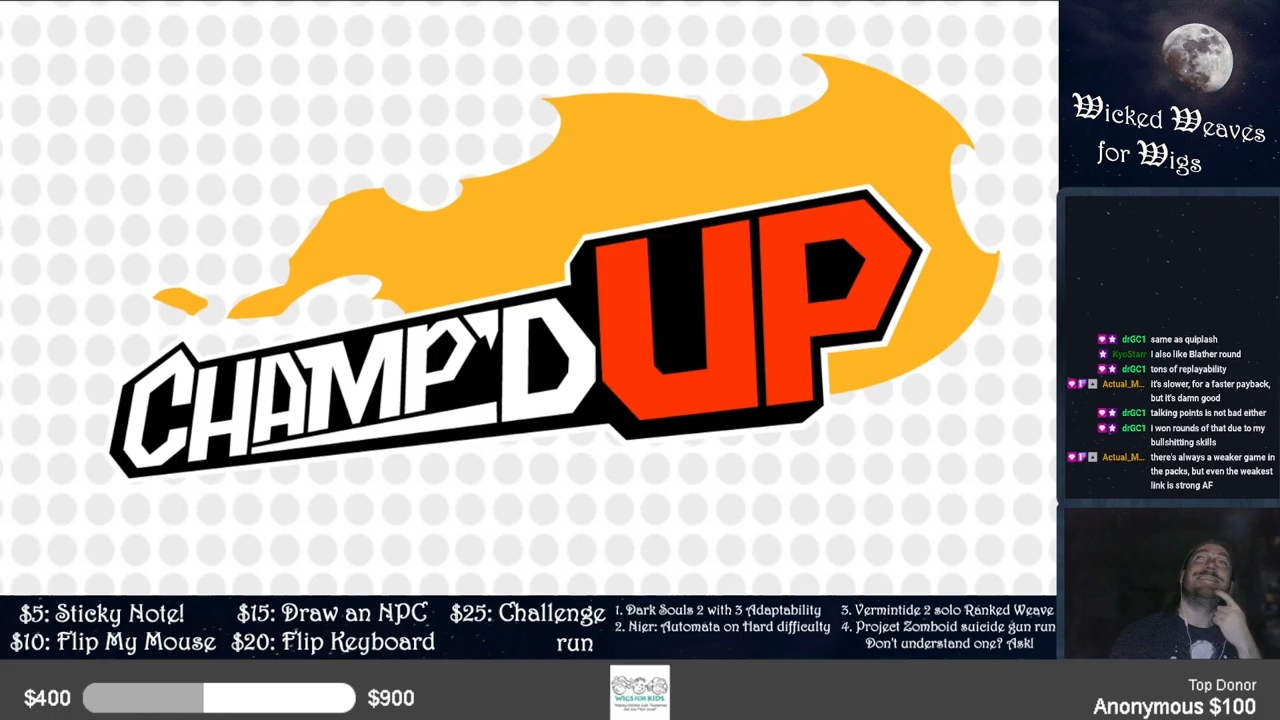 CHAMP'D UP
Wicked Weaves
for Wigs
drGC1 same as quiplash
KyoStarr I also like Blather round
drGC1 tons of replayability
Actual_M... it's slower, for a faster payback,
but it's damn good
drGC1 talking points is not bad either
drGC1 i won rounds of that due to my
bullshitting skills
Actual_M... there's always a weaker game in
the packs, but even the weakest
link is strong AF
$5: Sticky Note! $15: Draw an NPC $25: Challenge
$10: Flip My Mouse $20: Flip Keyboard run
1. Dark Souls 2 with 3 Adaptability 3. Vermintide 2 solo Ranked Weave
2. Nier: Automata on Hard difficulty 4. Project Zomboid suicide gun run
Don't understand one? Ask!
$400 $900
WIGS FOR KIDS
Top Donor
Anonymous $100